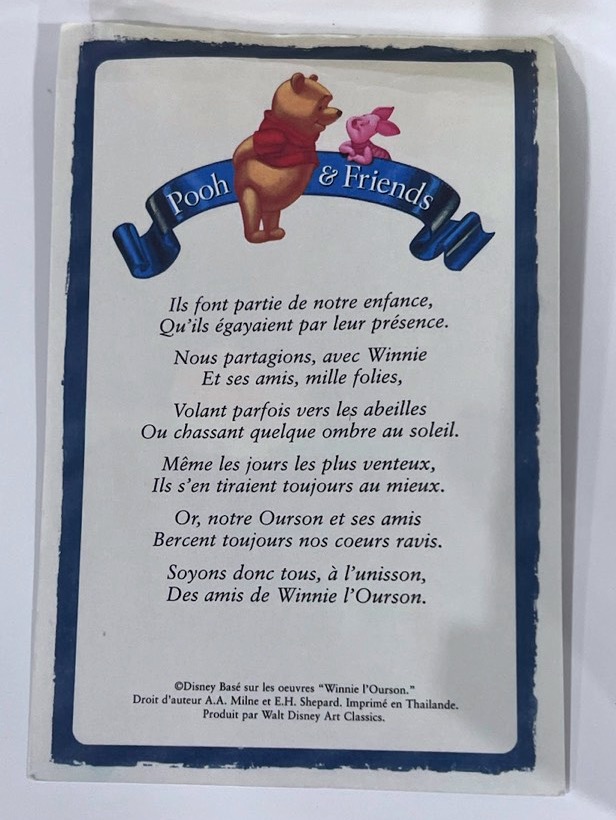 Pooh & Friends
Ils font partie de notre enfance,
Qu'ils égayaient par leur présence.
Nous partagions, avec Winnie
Et ses amis, mille folies,
Volant parfois vers les abeilles
Ou chassant quelque ombre au soleil.
Même les jours les plus venteux,
Ils s'en tiraient toujours au mieux.
Or, notre Ourson et ses amis
Bercent toujours nos coeurs ravis.
Soyons donc tous, à l'unisson,
Des amis de Winnie l'Ourson.
©Disney Basé sur les oeuvres "Winnie l'Ourson."
Droit d'auteur A.A. Milne et E.H. Shepard. Imprimé en Thailande.
Produit par Walt Disney Art Classics.